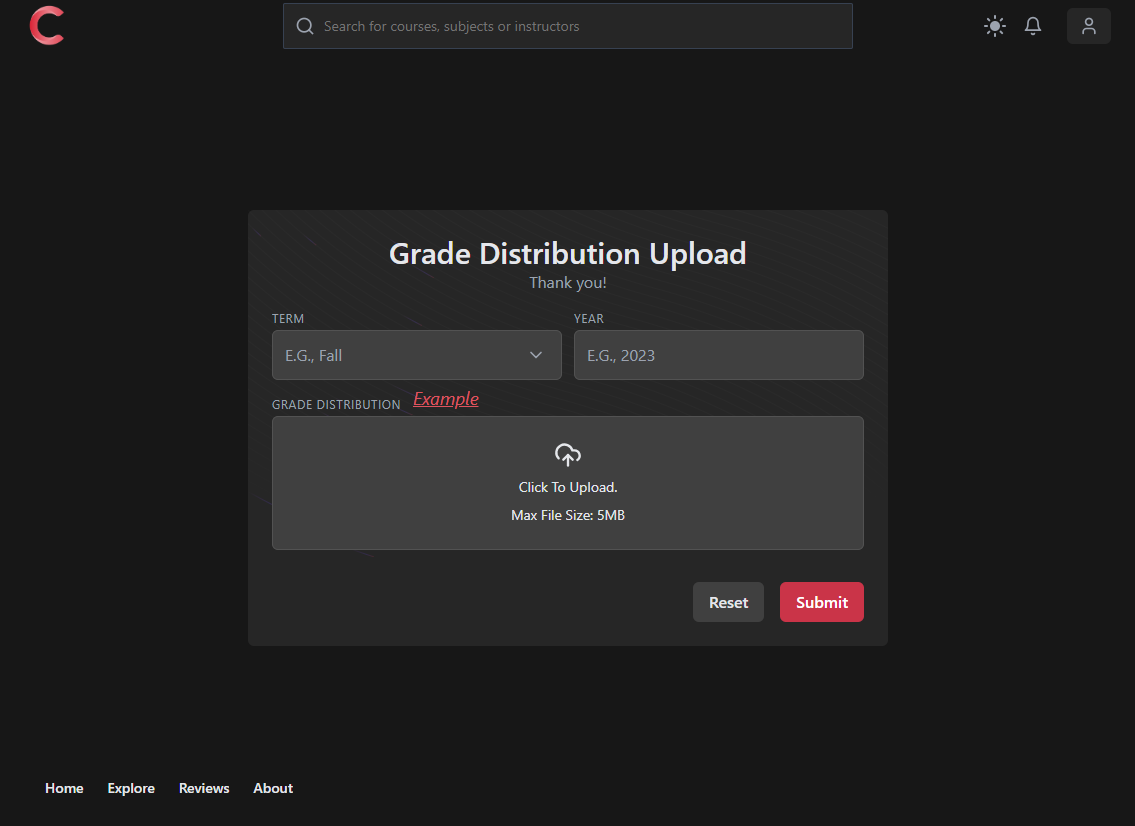 C
Search for courses, subjects or instructors
Grade Distribution Upload
Thank you!
TERM
YEAR
E.G., Fall
E.G., 2023
GRADE DISTRIBUTION Example
Click To Upload.
Max File Size: 5MB
Reset Submit
Home Explore Reviews About